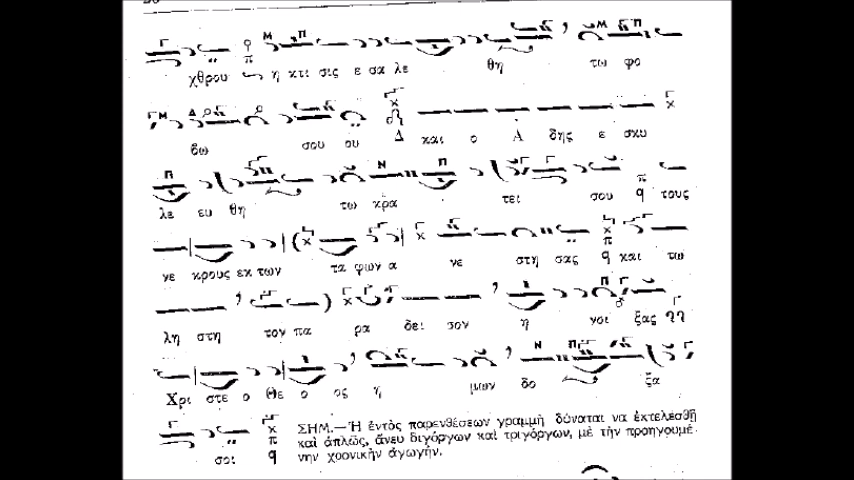 χθρου η κτι σις ε σα λε θη τω φο
βω σου ου Δ και ο Α δης ε σκυ
λε ευ θη τω κρα τει σου τους
νε κρους εκ των τα φων α νε στη σας και τω
λη στη τον πα ρα δει σον η νοι ξας
Χρι στε ο Θε ο ος η μων δο ξα
σοι
ΣΗΜ.—Ἡ ἐντὸς παρενθέσεων γραμμὴ δύναται νὰ ἐκτελεσθῇ
καὶ ἁπλῶς, ἄνευ διγόργων καὶ τριγόργων, μὲ τὴν προηγουμέ
νην χρονικὴν ἀγωγήν.